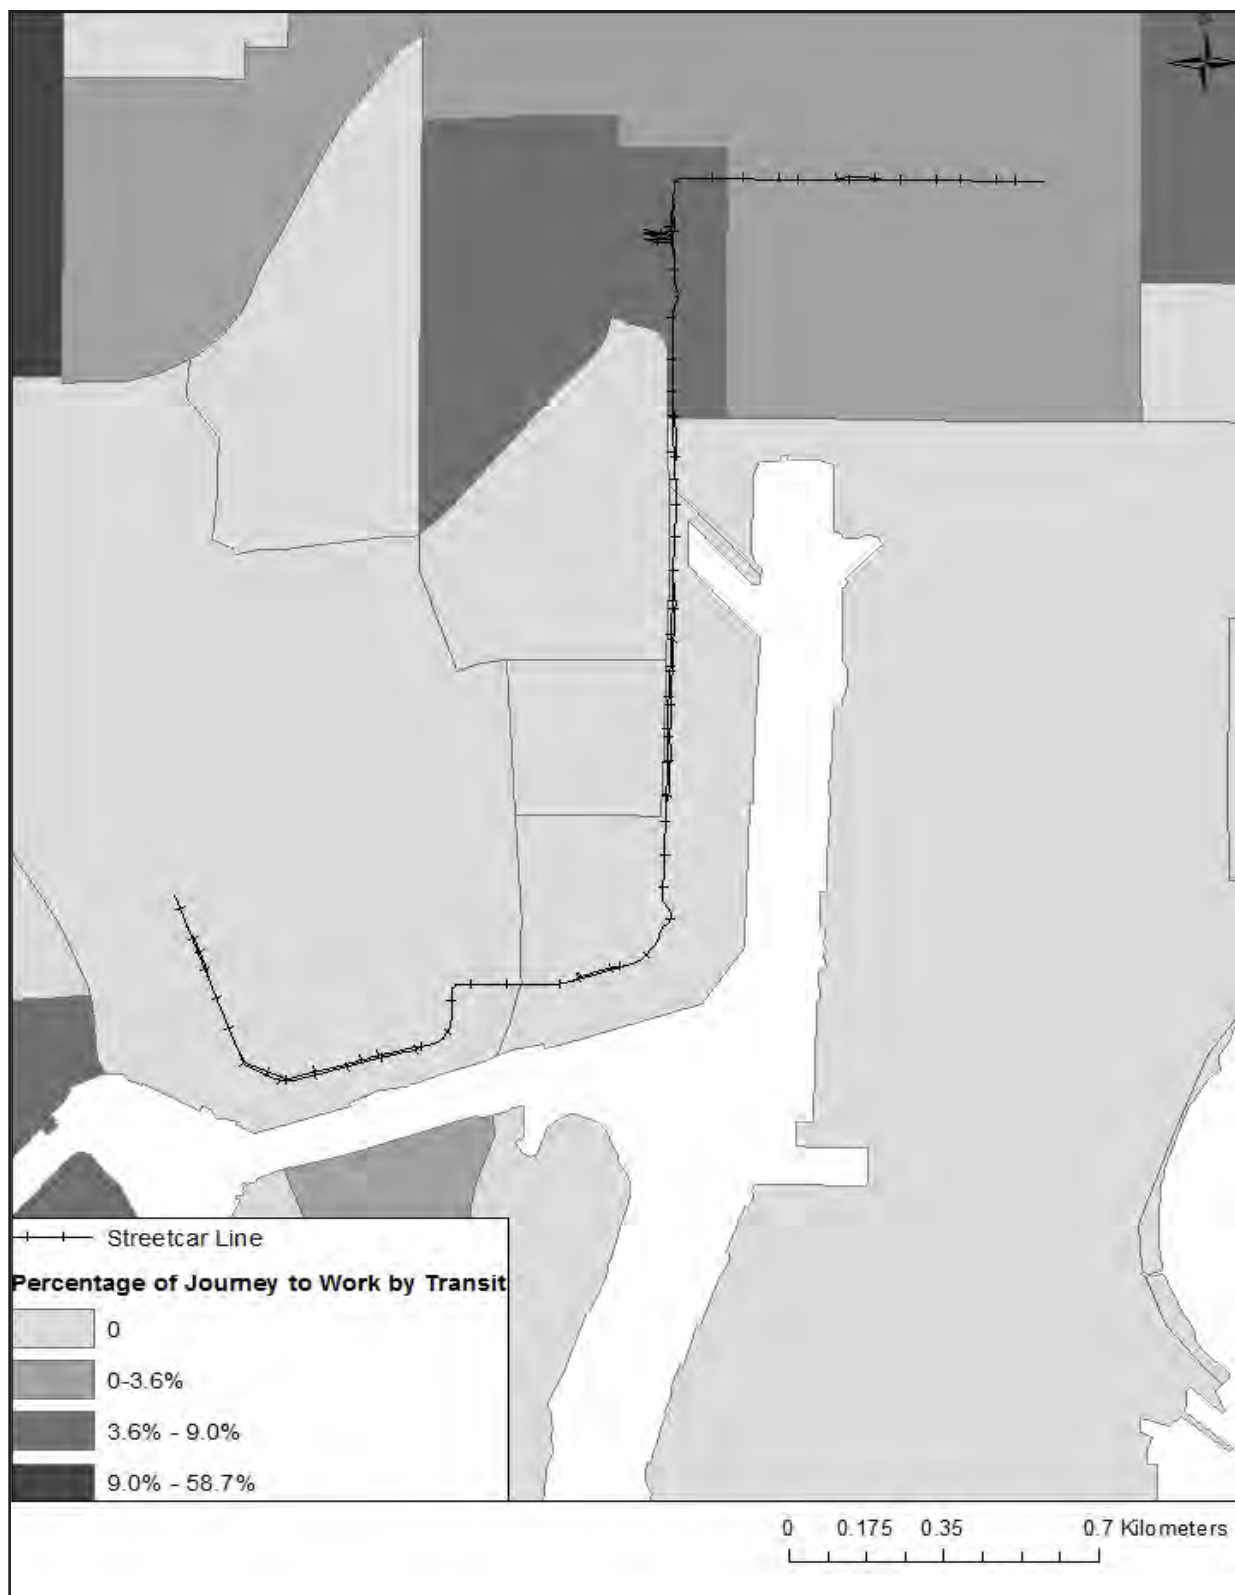 Streetcar Line
Percentage of Journey to Work by Transit
0
0-3.6%
3.6% - 9.0%
9.0% - 58.7%
0 0.175 0.35 0.7 Kilometers